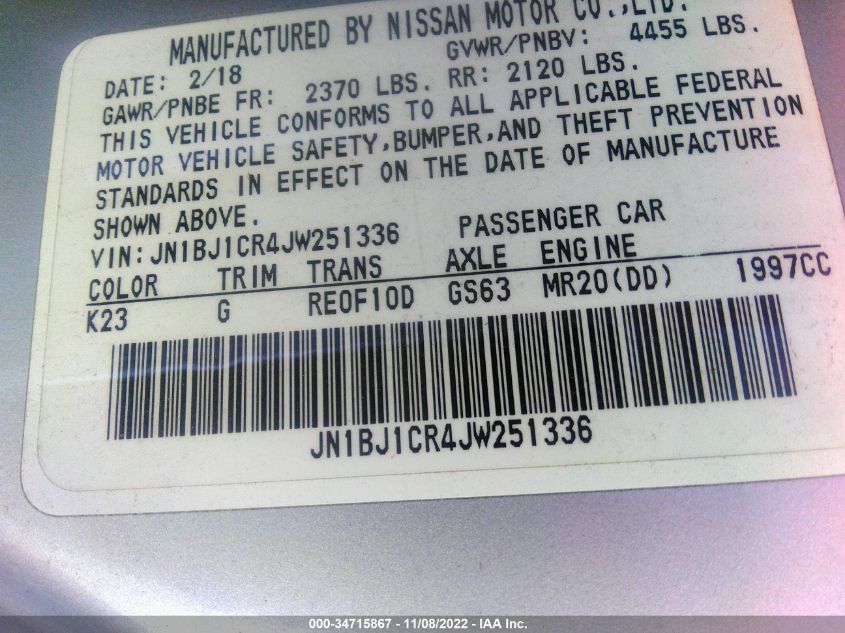 MANUFACTURED BY NISSAN MOTOR CO.,LTD.
DATE: 2/18 GVWR/PNBV: 4455 LBS.
GAWR/PNBE FR: 2370 LBS. RR: 2120 LBS.
THIS VEHICLE CONFORMS TO ALL APPLICABLE FEDERAL
MOTOR VEHICLE SAFETY,BUMPER,AND THEFT PREVENTION
STANDARDS IN EFFECT ON THE DATE OF MANUFACTURE
SHOWN ABOVE.
VIN:JN1BJ1CR4JW251336 PASSENGER CAR
COLOR TRIM TRANS AXLE ENGINE
K23 G RE0F10D GS63 MR20(DD) 1997CC
JN1BJ1CR4JW251336
000-34715867 - 11/08/2022 - IAA Inc.